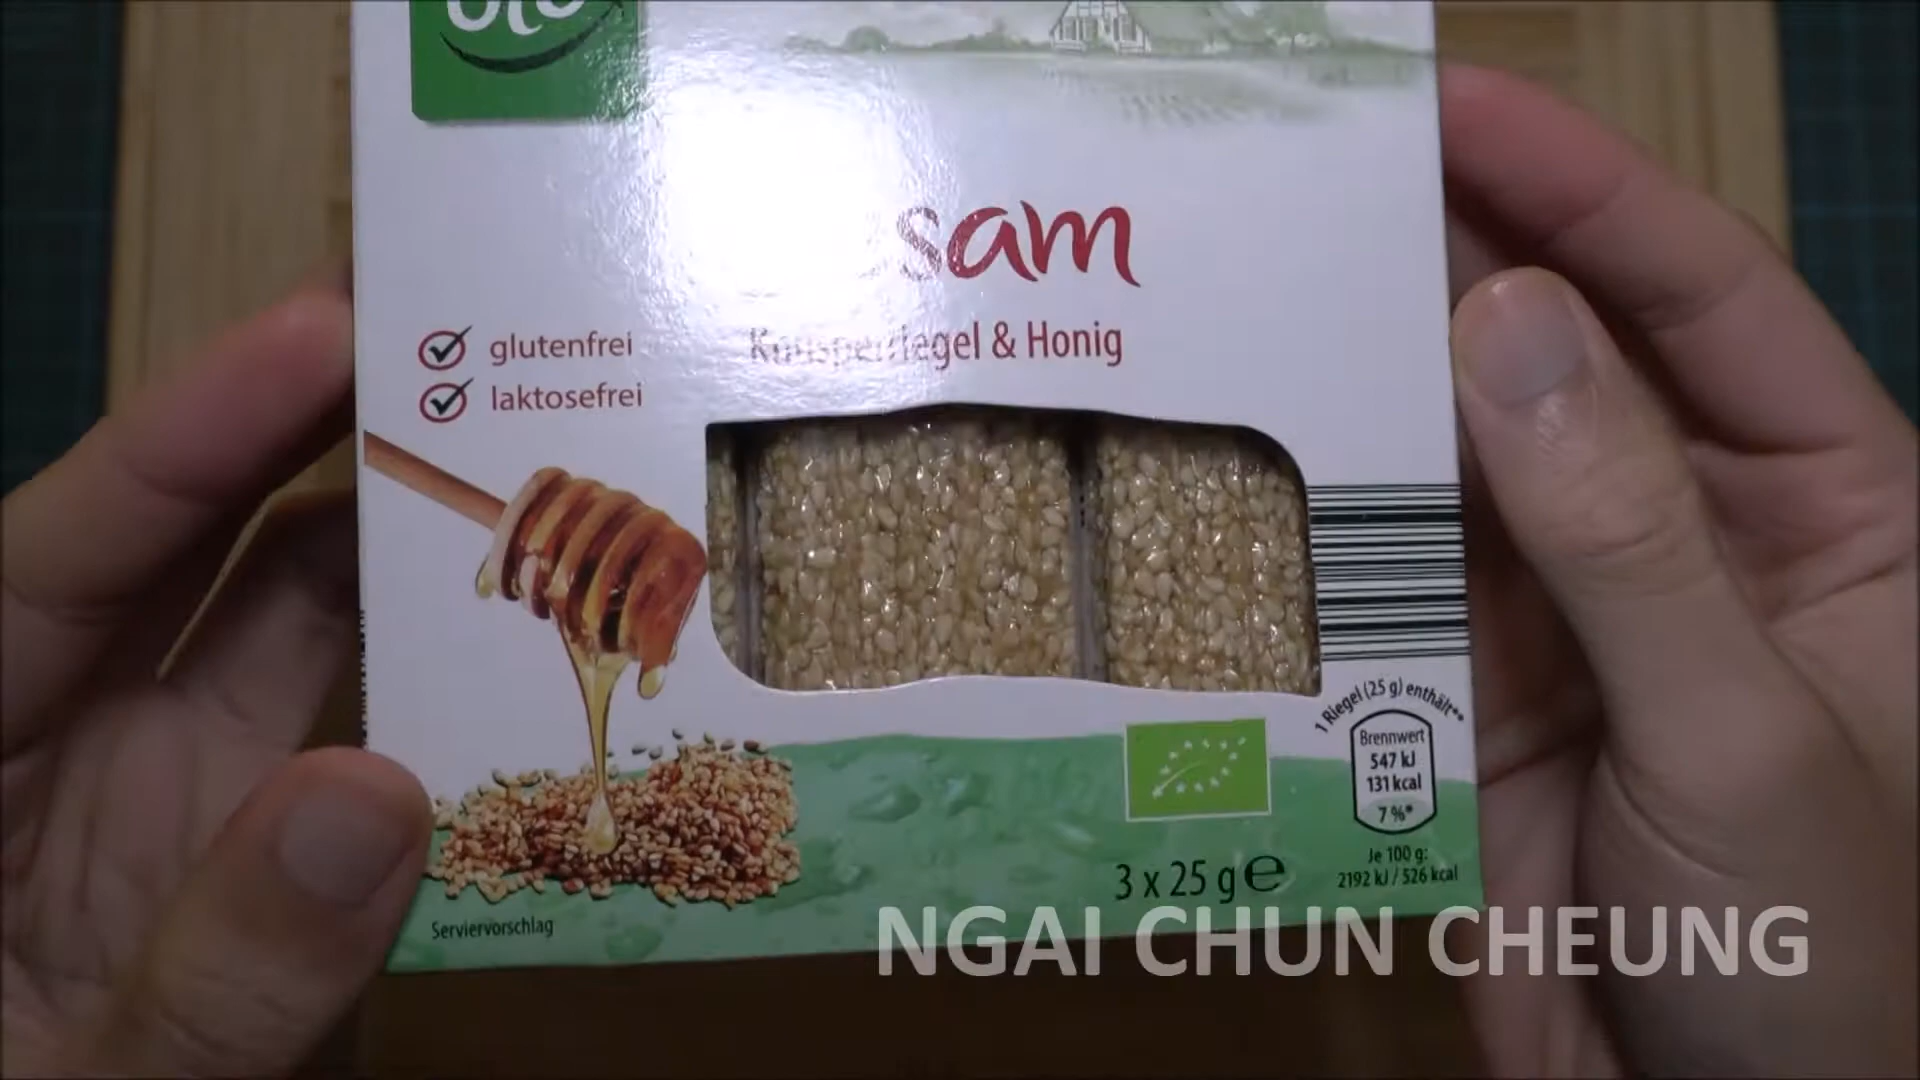 sam
& Honig
glutenfrei
laktosefrei
1 Riegel (25 g) enthält**
Brennwert
547 kJ
131 kcal
7 %*
Je 100 g:
2192 kJ / 526 kcal
3 x 25 g e
Serviervorschlag
NGAI CHUN CHEUNG